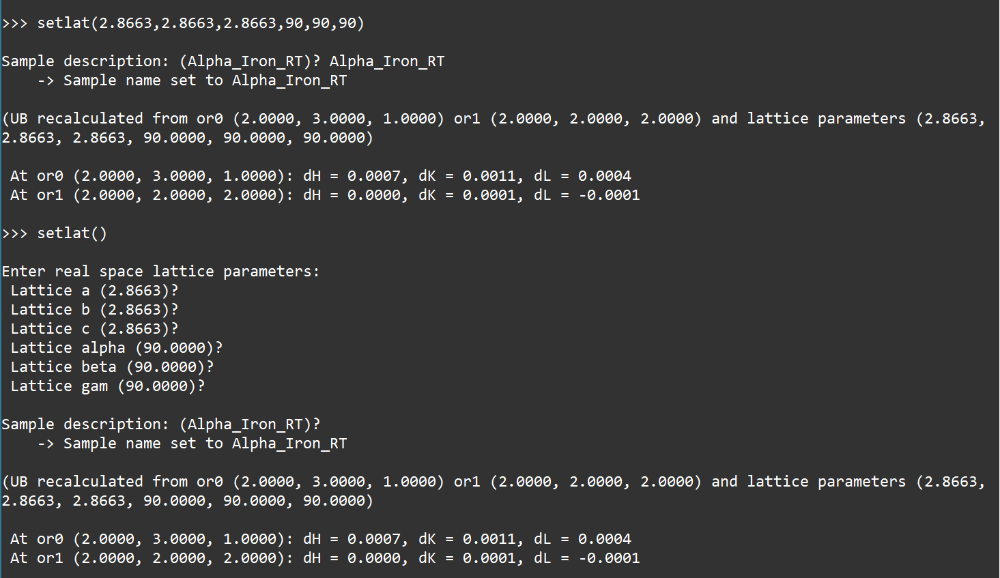 >>> setlat(2.8663,2.8663,2.8663,90,90,90)
Sample description: (Alpha_Iron_RT)? Alpha_Iron_RT
-> Sample name set to Alpha_Iron_RT
(UB recalculated from or0 (2.0000, 3.0000, 1.0000) or1 (2.0000, 2.0000, 2.0000) and lattice parameters (2.8663,
2.8663, 2.8663, 90.0000, 90.0000, 90.0000)
At or0 (2.0000, 3.0000, 1.0000): dH = 0.0007, dK = 0.0011, dL = 0.0004
At or1 (2.0000, 2.0000, 2.0000): dH = 0.0000, dK = 0.0001, dL = -0.0001
>>> setlat()
Enter real space lattice parameters:
Lattice a (2.8663)?
Lattice b (2.8663)?
Lattice c (2.8663)?
Lattice alpha (90.0000)?
Lattice beta (90.0000)?
Lattice gam (90.0000)?
Sample description: (Alpha_Iron_RT)?
-> Sample name set to Alpha_Iron_RT
(UB recalculated from or0 (2.0000, 3.0000, 1.0000) or1 (2.0000, 2.0000, 2.0000) and lattice parameters (2.8663,
2.8663, 2.8663, 90.0000, 90.0000, 90.0000)
At or0 (2.0000, 3.0000, 1.0000): dH = 0.0007, dK = 0.0011, dL = 0.0004
At or1 (2.0000, 2.0000, 2.0000): dH = 0.0000, dK = 0.0001, dL = -0.0001